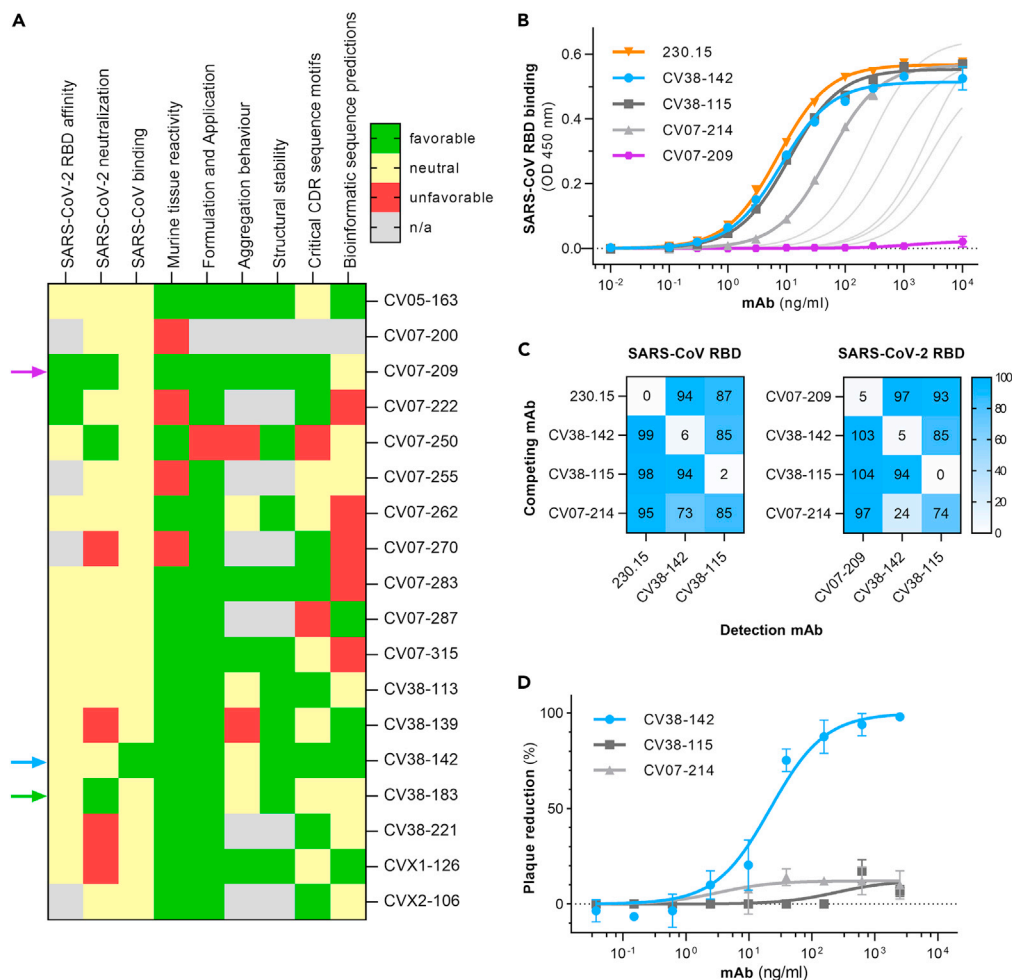 A
SARS-CoV-2 RBD affinity
SARS-CoV-2 neutralization
SARS-CoV binding
Murine tissue reactivity
Formulation and Application
Aggregation behaviour
Structural stability
Critical CDR sequence motifs
Bioinformatic sequence predictions
favorable
neutral
unfavorable
n/a
CV05-163
CV07-200
CV07-209
CV07-222
CV07-250
CV07-255
CV07-262
CV07-270
CV07-283
CV07-287
CV07-315
CV38-113
CV38-139
CV38-142
CV38-183
CV38-221
CVX1-126
CVX2-106
B
SARS-CoV RBD binding
(OD 450 nm)
0.6
0.4
0.2
0.0
230.15
CV38-142
CV38-115
CV07-214
CV07-209
10⁻² 10⁻¹ 10⁰ 10¹ 10² 10³ 10⁴
mAb (ng/ml)
C
SARS-CoV RBD
SARS-CoV-2 RBD
Competing mAb
230.15 0 94 87
CV38-142 99 6 85
CV38-115 98 94 2
CV07-214 95 73 85
230.15 CV38-142 CV38-115
CV07-209 5 97 93
CV38-142 103 5 85
CV38-115 104 94 0
CV07-214 97 24 74
CV07-209 CV38-142 CV38-115
100
80
60
40
20
0
Detection mAb
D
Plaque reduction (%)
100
50
0
CV38-142
CV38-115
CV07-214
10⁻¹ 10⁰ 10¹ 10² 10³ 10⁴
mAb (ng/ml)